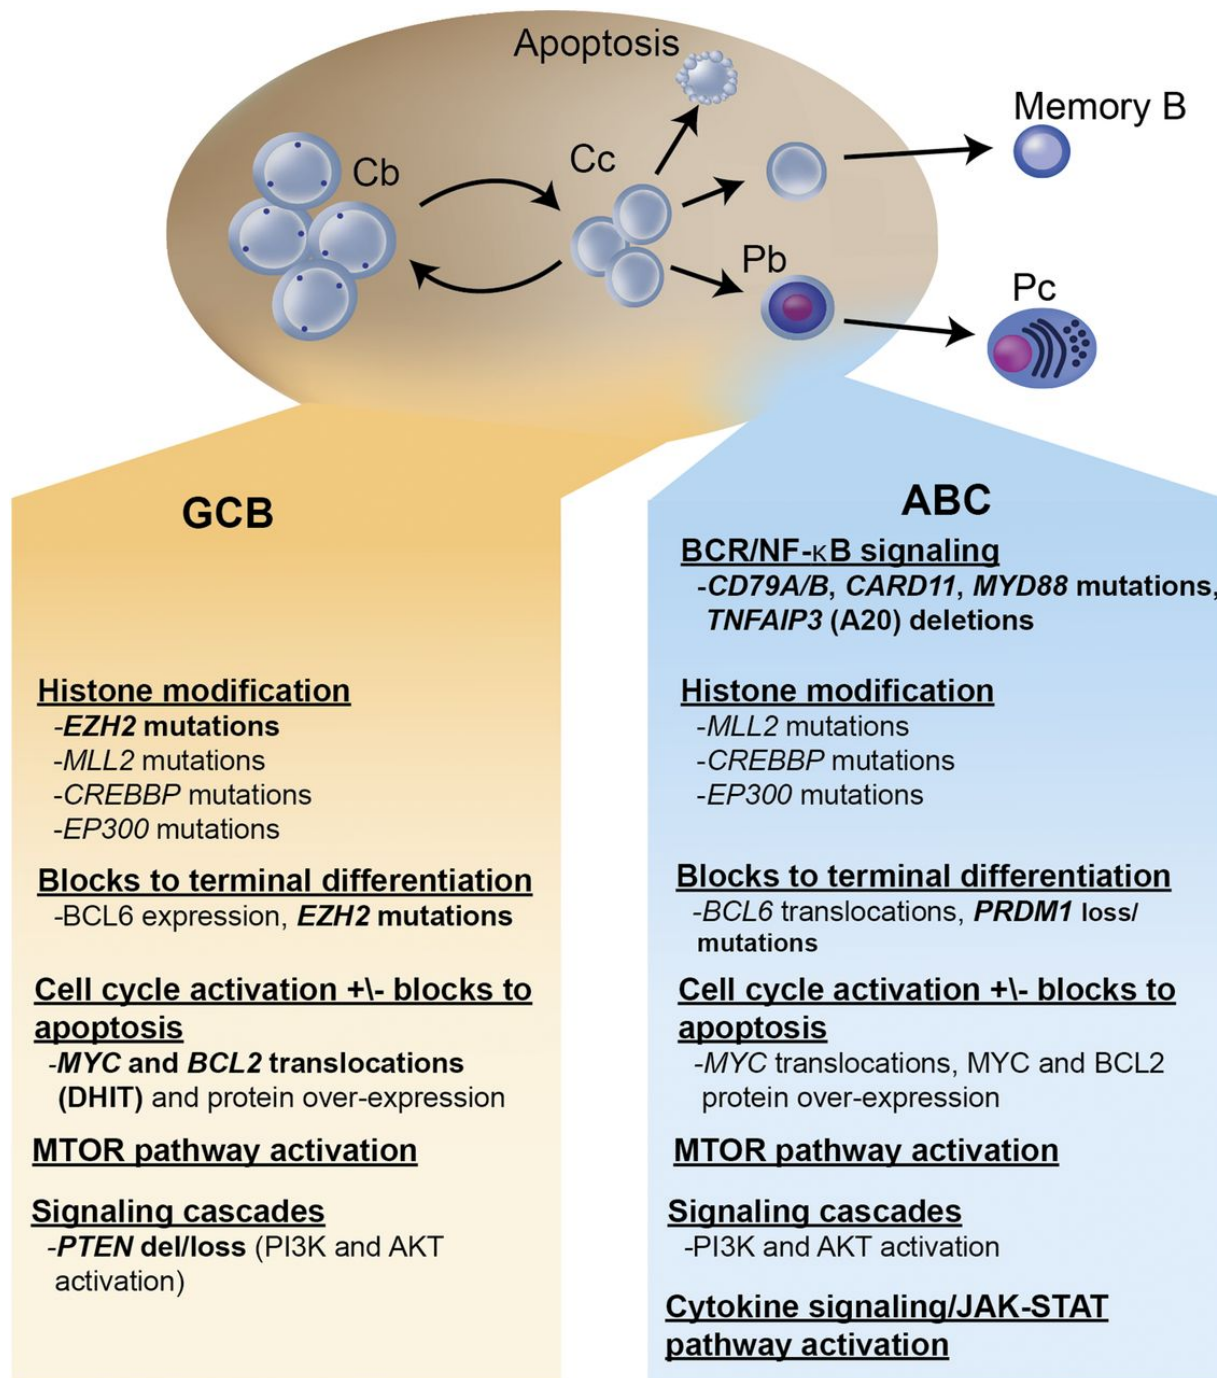 Apoptosis
Memory B
Cb
Cc
Pb
Pc
GCB
Histone modification
-EZH2 mutations
-MLL2 mutations
-CREBBP mutations
-EP300 mutations
Blocks to terminal differentiation
-BCL6 expression, EZH2 mutations
Cell cycle activation +\- blocks to
apoptosis
-MYC and BCL2 translocations
(DHIT) and protein over-expression
MTOR pathway activation
Signaling cascades
-PTEN del/loss (PI3K and AKT
activation)
ABC
BCR/NF-κB signaling
-CD79A/B, CARD11, MYD88 mutations,
TNFAIP3 (A20) deletions
Histone modification
-MLL2 mutations
-CREBBP mutations
-EP300 mutations
Blocks to terminal differentiation
-BCL6 translocations, PRDM1 loss/
mutations
Cell cycle activation +\- blocks to
apoptosis
-MYC translocations, MYC and BCL2
protein over-expression
MTOR pathway activation
Signaling cascades
-PI3K and AKT activation
Cytokine signaling/JAK-STAT
pathway activation